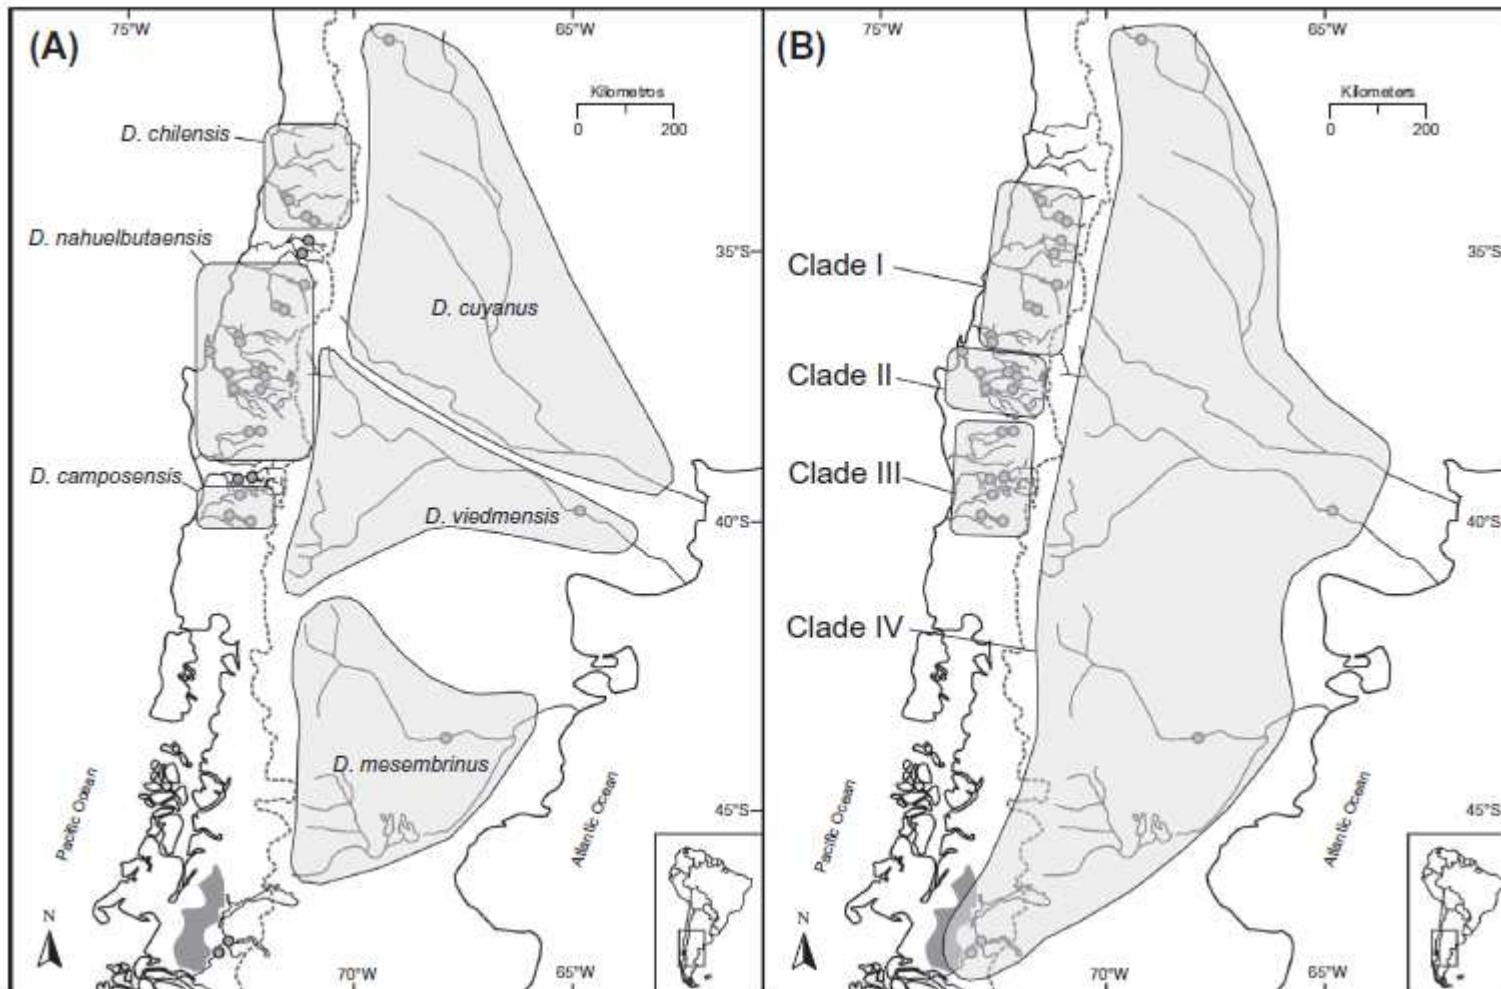 75°W
65°W
(A)
Kilometros
0 200
D. chilensis
D. nahuelbutaensis
35°S
D. cuyanus
D. camposensis
D. viedmensis
40°S
D. mesembrinus
45°S
Pacific Ocean
Atlantic Ocean
N
70°W
65°W
75°W
65°W
(B)
Kilometers
0 200
35°S
Clade I
Clade II
Clade III
40°S
Clade IV
45°S
Pacific Ocean
Atlantic Ocean
N
70°W
65°W